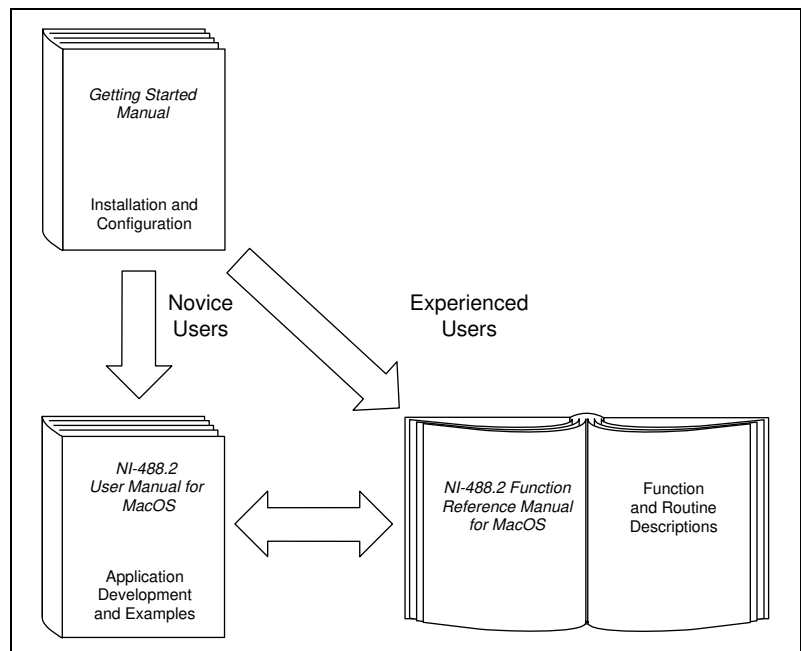 Getting Started
Manual
Installation and
Configuration
Novice
Users
Experienced
Users
NI-488.2
User Manual for
MacOS
Application
Development
and Examples
NI-488.2 Function
Reference Manual
for MacOS
Function
and Routine
Descriptions